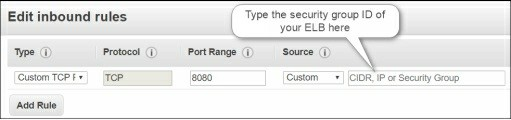 Edit inbound rules
Type the security group ID of
your ELB here
Type i Protocol i Port Range i Source i
Custom TCP F TCP 8080 Custom CIDR, IP or Security Group
Add Rule